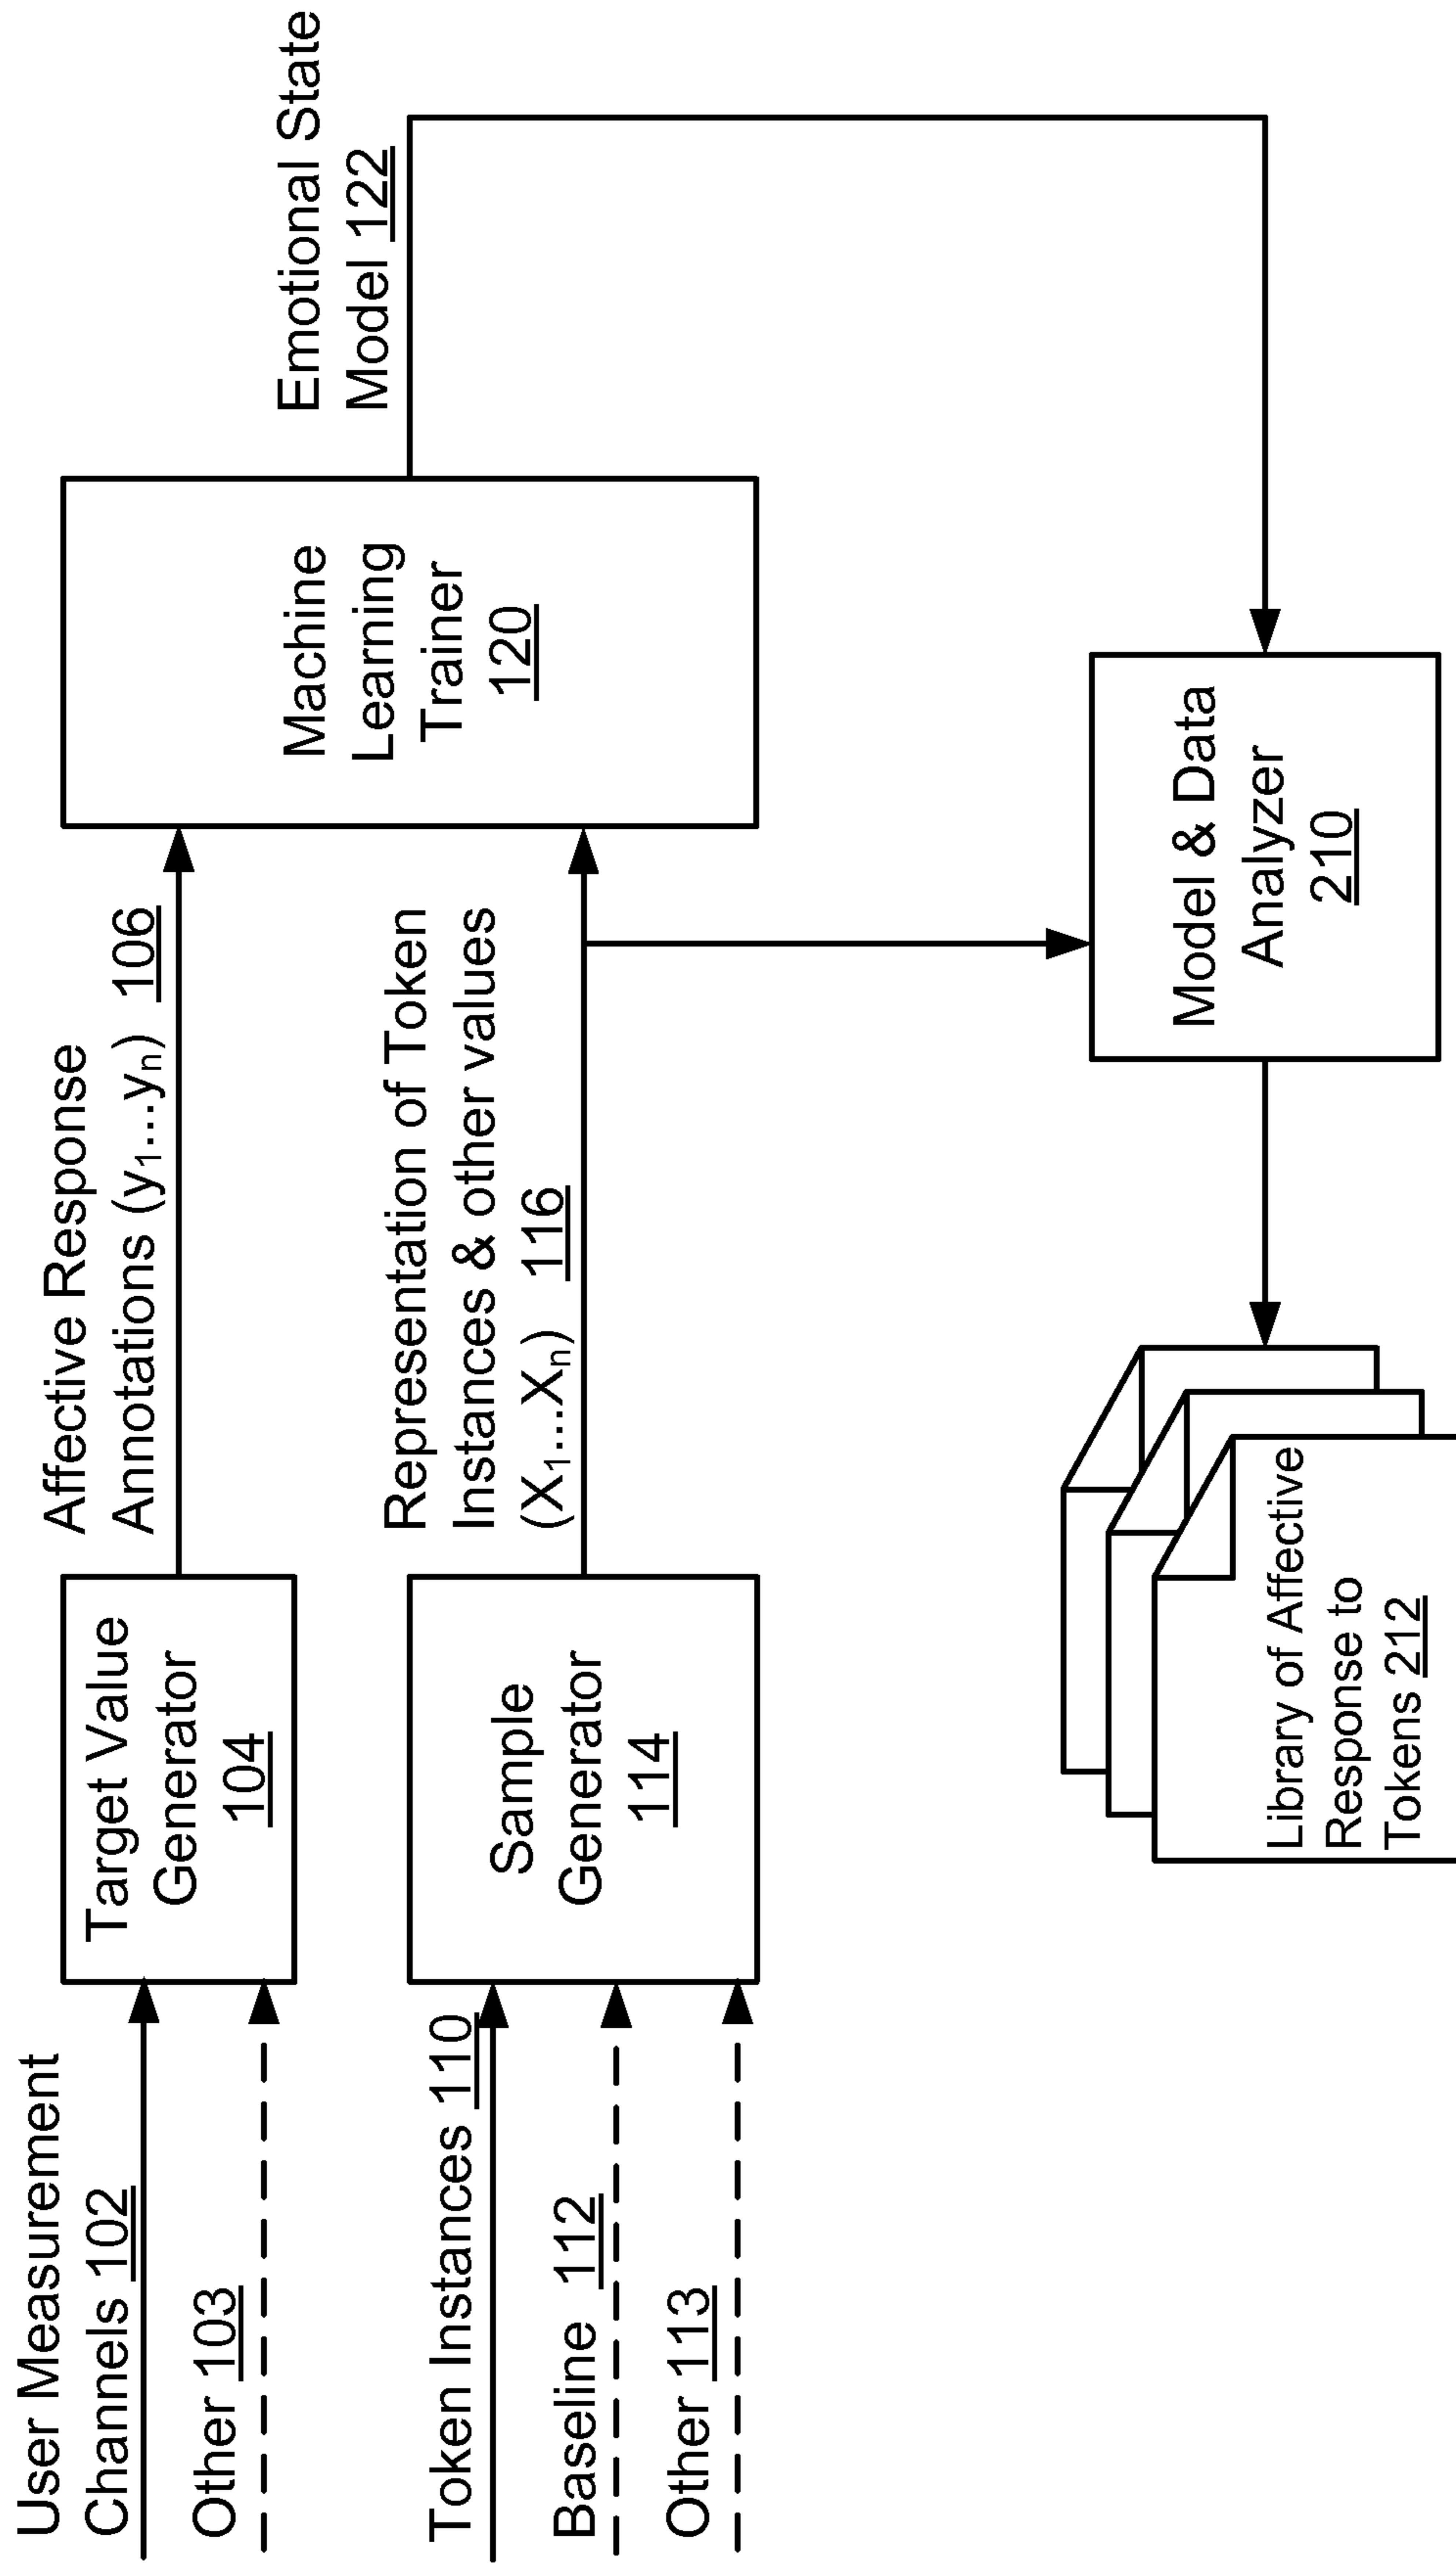 User Measurement
Channels 102
Other 103
Target Value
Generator
104
Affective Response
Annotations (y₁...yₙ) 106
Token Instances 110
Baseline 112
Other 113
Sample
Generator
114
Representation of Token
Instances & other values
(X₁...Xₙ) 116
Machine
Learning
Trainer
120
Emotional State
Model 122
Model & Data
Analyzer
210
Library of Affective
Response to
Tokens 212